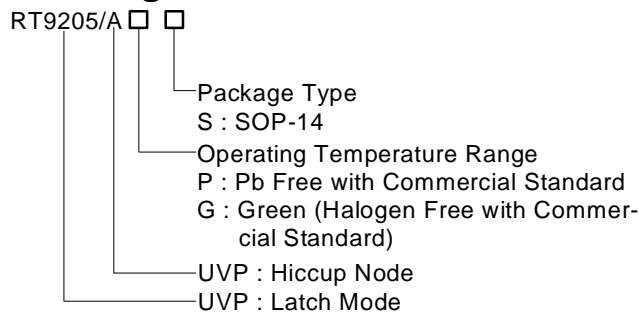 RT9205/A
Package Type
S : SOP-14
Operating Temperature Range
P : Pb Free with Commercial Standard
G : Green (Halogen Free with Commer-
cial Standard)
UVP : Hiccup Node
UVP : Latch Mode